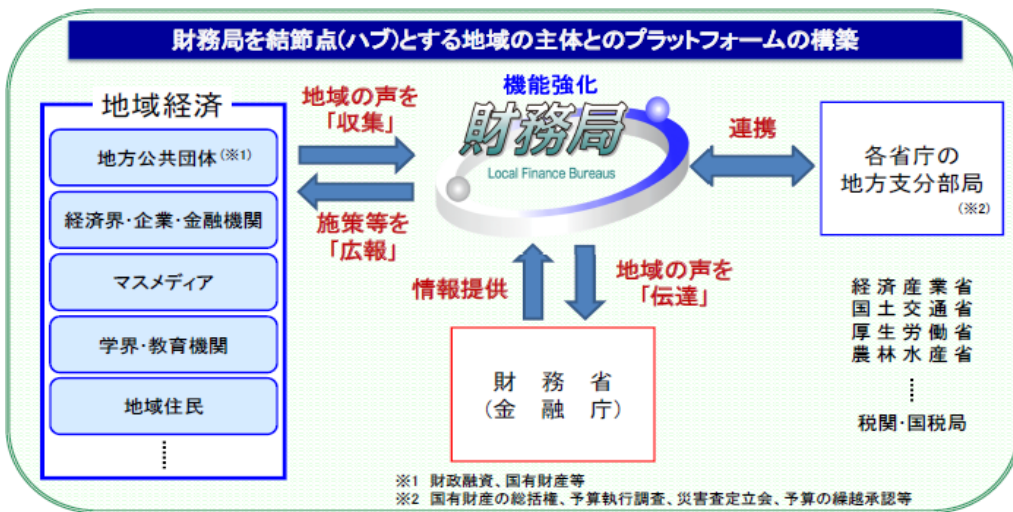 財務局を結節点(ハブ)とする地域の主体とのプラットフォームの構築
地域経済
地方公共団体(※1)
経済界・企業・金融機関
マスメディア
学界・教育機関
地域住民
地域の声を
「収集」
施策等を
「広報」
機能強化
財務局
Local Finance Bureaus
連携
各省庁の
地方支分部局
(※2)
情報提供
地域の声を
「伝達」
財務省
(金融庁)
経済産業省
国土交通省
厚生労働省
農林水産省
税関・国税局
※1 財政融資、国有財産等
※2 国有財産の総括権、予算執行調査、災害査定立会、予算の繰越承認等